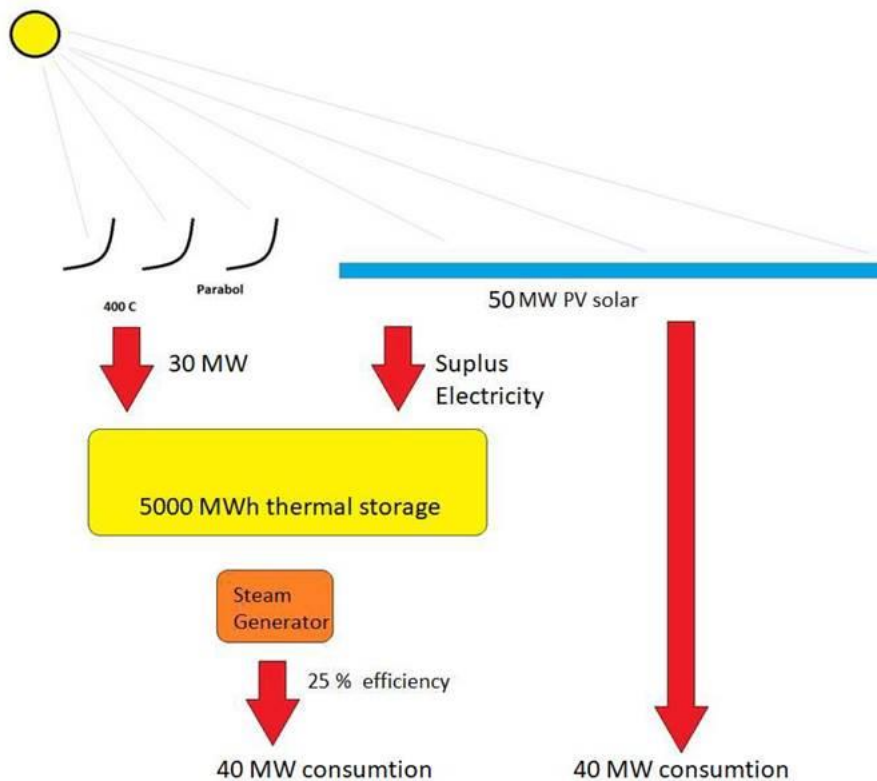 Parabol
50 MW PV solar
400 C
30 MW
Suplus
Electricity
5000 MWh thermal storage
Steam
Generator
25 % efficiency
40 MW consumtion
40 MW consumtion